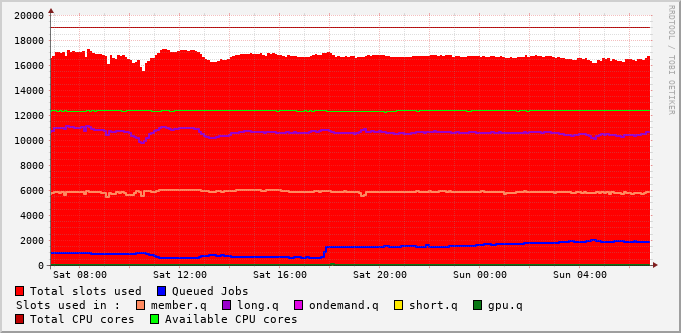 20000
18000
16000
14000
12000
10000
8000
6000
4000
2000
0
Sat 08:00 Sat 12:00 Sat 16:00 Sat 20:00 Sun 00:00 Sun 04:00
RRDTOOL / TOBI OETIKER
Total slots used Queued Jobs
Slots used in : member.q long.q ondemand.q short.q gpu.q
Total CPU cores Available CPU cores